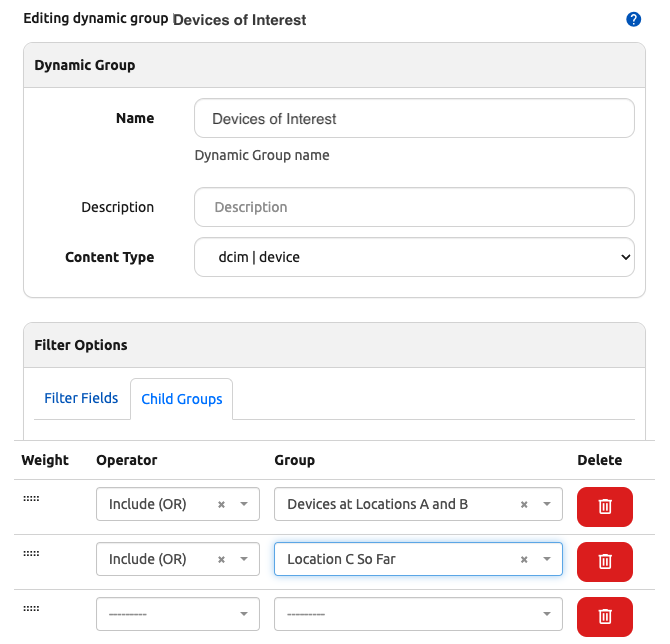 Editing dynamic group Devices of Interest
?
Dynamic Group
Name
Devices of Interest
Dynamic Group name
Description
Description
Content Type
dcim | device
Filter Options
Filter Fields
Child Groups
Weight Operator Group Delete
Include (OR) × Devices at Locations A and B ×
Include (OR) × Location C So Far ×
--------- ---------